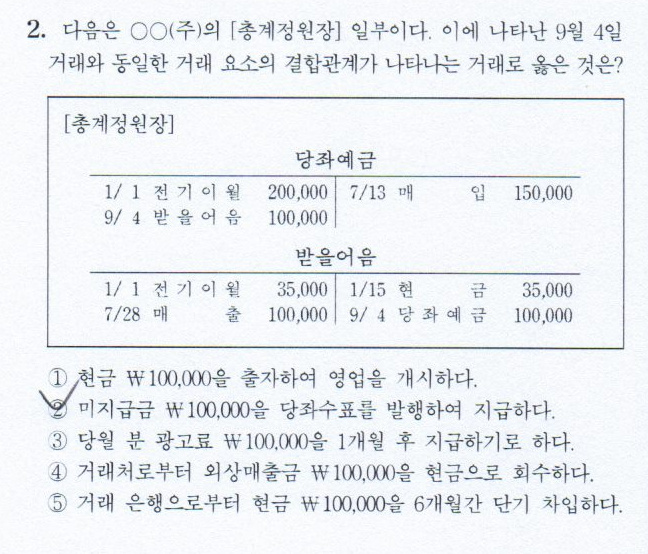 2. 다음은 ○○(주)의 [총계정원장] 일부이다. 이에 나타난 9월 4일
거래와 동일한 거래 요소의 결합관계가 나타나는 거래로 옳은 것은?
[총계정원장]
당좌예금
1/ 1 전 기 이 월 200,000 7/13 매 입 150,000
9/ 4 받 을 어 음 100,000
받을어음
1/ 1 전 기 이 월 35,000 1/15 현 금 35,000
7/28 매 출 100,000 9/ 4 당 좌 예 금 100,000
① 현금 ₩100,000을 출자하여 영업을 개시하다.
② 미지급금 ₩100,000을 당좌수표를 발행하여 지급하다.
③ 당월 분 광고료 ₩100,000을 1개월 후 지급하기로 하다.
④ 거래처로부터 외상매출금 ₩100,000을 현금으로 회수하다.
⑤ 거래 은행으로부터 현금 ₩100,000을 6개월간 단기 차입하다.